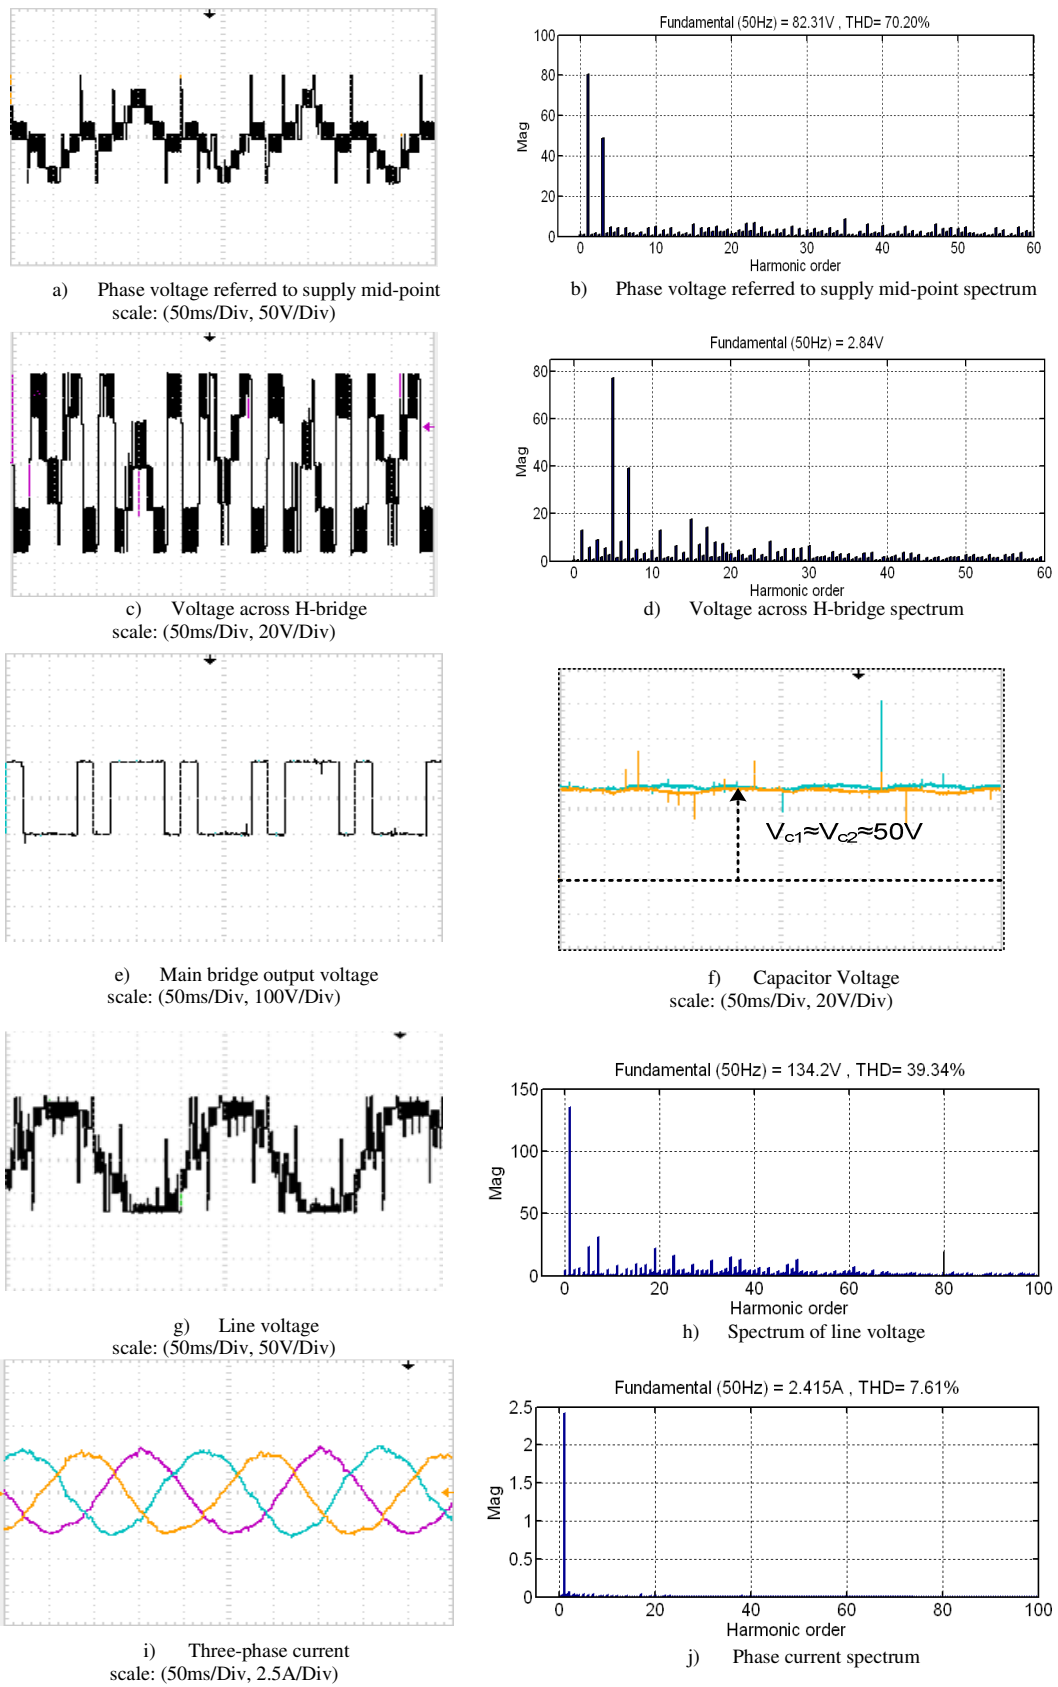 Fundamental (50Hz) = 82.31V , THD= 70.20%
100
80
60
40
20
0
Mag
0 10 20 30 40 50 60
Harmonic order
a) Phase voltage referred to supply mid-point
scale: (50ms/Div, 50V/Div)
b) Phase voltage referred to supply mid-point spectrum
Fundamental (50Hz) = 2.84V
80
60
40
20
0
Mag
0 10 20 30 40 50 60
Harmonic order
c) Voltage across H-bridge
scale: (50ms/Div, 20V/Div)
d) Voltage across H-bridge spectrum
Vc1≈Vc2≈50V
e) Main bridge output voltage
scale: (50ms/Div, 100V/Div)
f) Capacitor Voltage
scale: (50ms/Div, 20V/Div)
Fundamental (50Hz) = 134.2V , THD= 39.34%
150
100
50
0
Mag
0 20 40 60 80 100
Harmonic order
g) Line voltage
scale: (50ms/Div, 50V/Div)
h) Spectrum of line voltage
Fundamental (50Hz) = 2.415A , THD= 7.61%
2.5
2
1.5
1
0.5
0
Mag
0 20 40 60 80 100
Harmonic order
i) Three-phase current
scale: (50ms/Div, 2.5A/Div)
j) Phase current spectrum